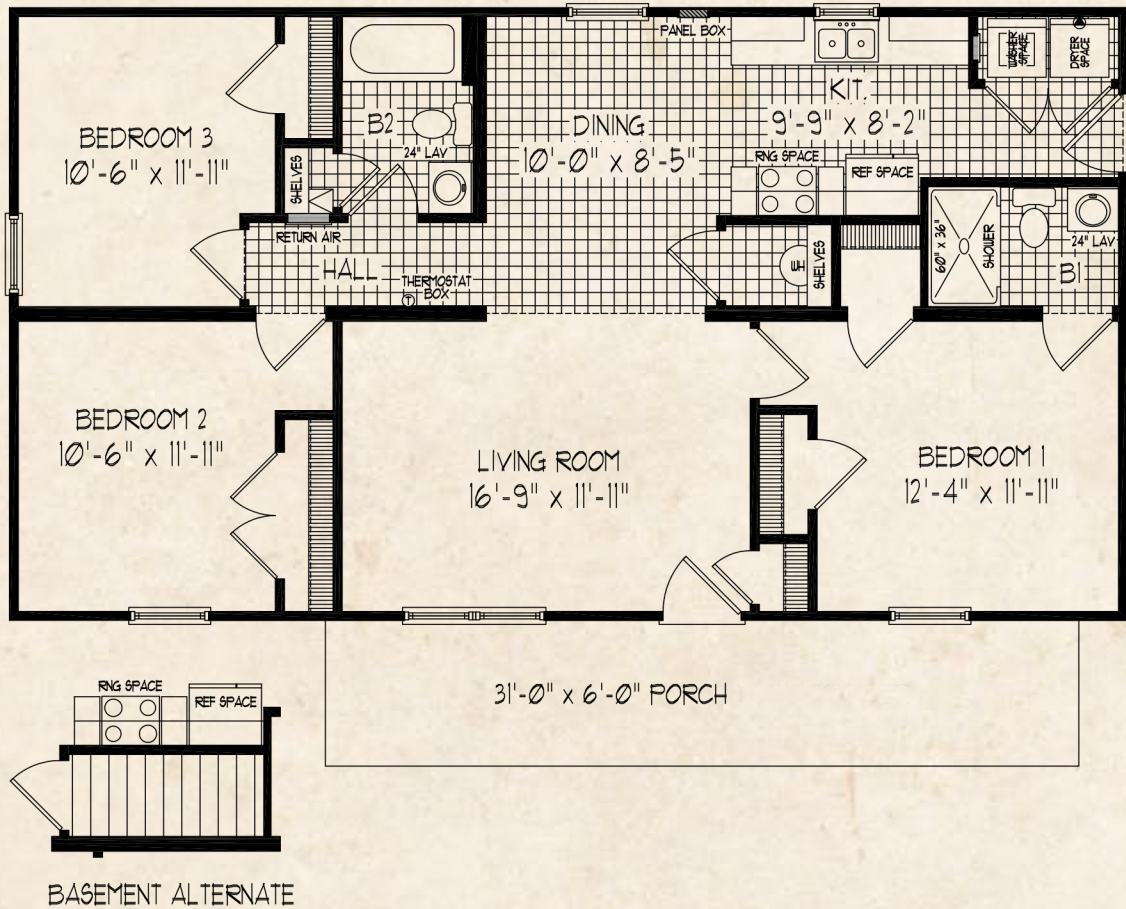 PANEL BOX
WASHER
SPACE
DRYER
SPACE
KIT.
9'-9" x 8'-2"
BEDROOM 3
10'-6" x 11'-11"
B2
24" LAV
DINING
10'-0" x 8'-5"
RNG SPACE
REF SPACE
SHELVES
RETURN AIR
HALL
THERMOSTAT
BOX
T
SHELVES
60" x 36"
SHOWER
24" LAV
B1
BEDROOM 2
10'-6" x 11'-11"
LIVING ROOM
16'-9" x 11'-11"
BEDROOM 1
12'-4" x 11'-11"
31'-0" x 6'-0" PORCH
RNG SPACE
REF SPACE
BASEMENT ALTERNATE